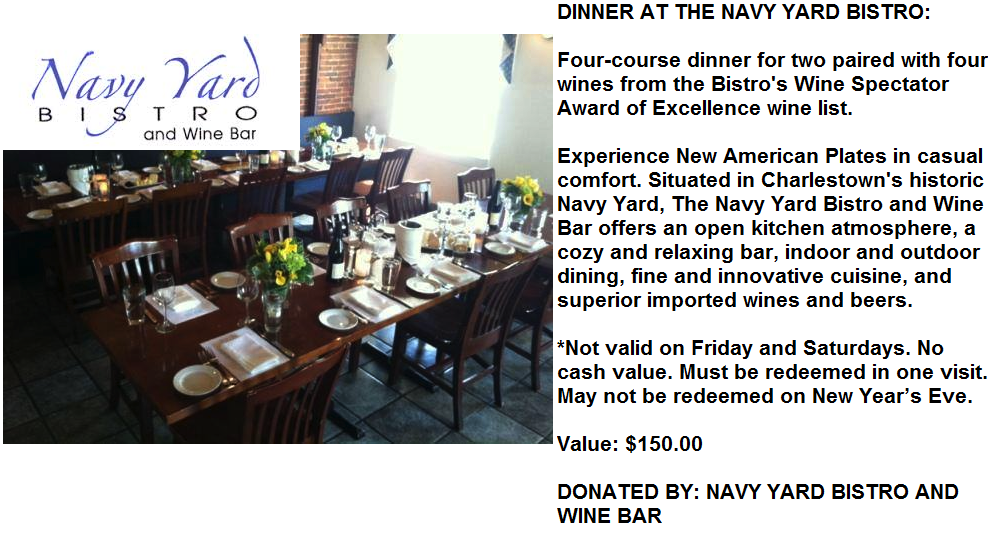 Navy Yard
BISTRO
and Wine Bar
DINNER AT THE NAVY YARD BISTRO:
Four-course dinner for two paired with four
wines from the Bistro's Wine Spectator
Award of Excellence wine list.
Experience New American Plates in casual
comfort. Situated in Charlestown's historic
Navy Yard, The Navy Yard Bistro and Wine
Bar offers an open kitchen atmosphere, a
cozy and relaxing bar, indoor and outdoor
dining, fine and innovative cuisine, and
superior imported wines and beers.
*Not valid on Friday and Saturdays. No
cash value. Must be redeemed in one visit.
May not be redeemed on New Year’s Eve.
Value: $150.00
DONATED BY: NAVY YARD BISTRO AND
WINE BAR